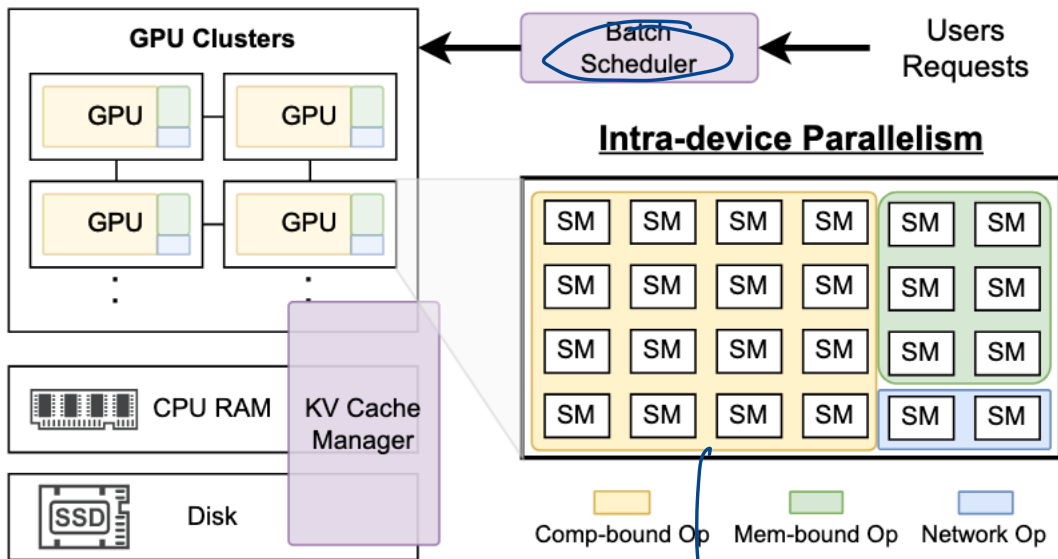 GPU Clusters
GPU GPU
GPU GPU
Batch
Scheduler
Users
Requests
Intra-device Parallelism
SM SM SM SM SM SM
SM SM SM SM SM SM
SM SM SM SM SM SM
SM SM SM SM SM SM
CPU RAM
KV Cache
Manager
SSD
Disk
Comp-bound Op Mem-bound Op Network Op